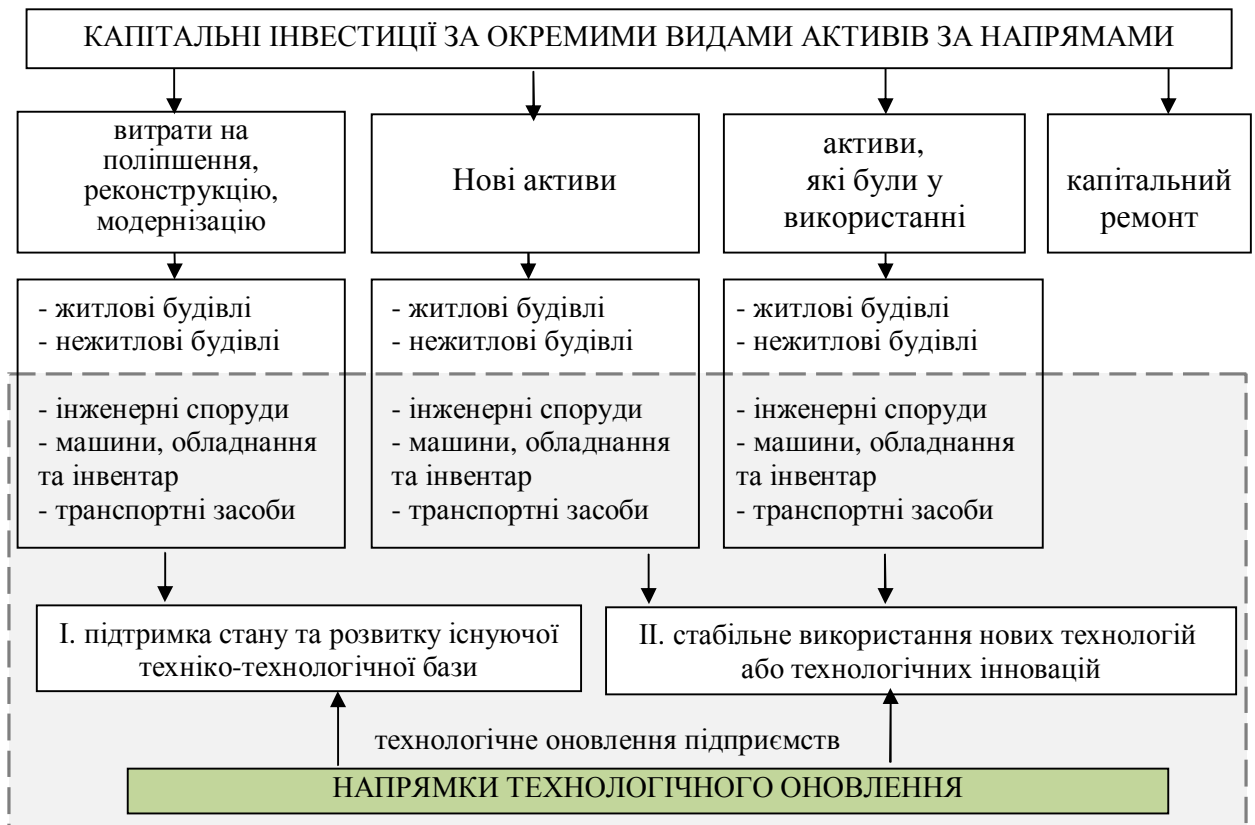 КАПІТАЛЬНІ ІНВЕСТИЦІЇ ЗА ОКРЕМИМИ ВИДАМИ АКТИВІВ ЗА НАПРЯМАМИ
витрати на
поліпшення,
реконструкцію,
модернізацію
Нові активи
активи,
які були у
використанні
капітальний
ремонт
- житлові будівлі
- нежитлові будівлі
- інженерні споруди
- машини, обладнання
та інвентар
- транспортні засоби
- житлові будівлі
- нежитлові будівлі
- інженерні споруди
- машини, обладнання
та інвентар
- транспортні засоби
- житлові будівлі
- нежитлові будівлі
- інженерні споруди
- машини, обладнання
та інвентар
- транспортні засоби
І. підтримка стану та розвитку існуючої
техніко-технологічної бази
ІІ. стабільне використання нових технологій
або технологічних інновацій
технологічне оновлення підприємств
НАПРЯМКИ ТЕХНОЛОГІЧНОГО ОНОВЛЕННЯ